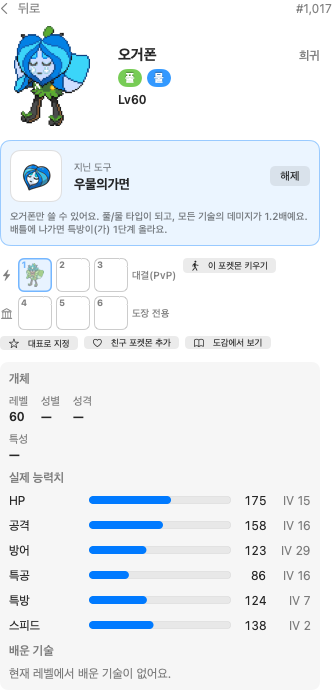 뒤로
#1,017
오거폰
희귀
풀 물
Lv60
지닌 도구
우물의가면
해제
오거폰만 쓸 수 있어요. 풀/물 타입이 되고, 모든 기술의 데미지가 1.2배예요.
배틀에 나가면 특방이(가) 1단계 올라요.
1 2 3 대결(PvP) 이 포켓몬 키우기
4 5 6 도장 전용
대표로 지정 친구 포켓몬 추가 도감에서 보기
개체
레벨 성별 성격
60 — —
특성
—
실제 능력치
HP 175 IV 15
공격 158 IV 16
방어 123 IV 29
특공 86 IV 16
특방 124 IV 7
스피드 138 IV 2
배운 기술
현재 레벨에서 배운 기술이 없어요.